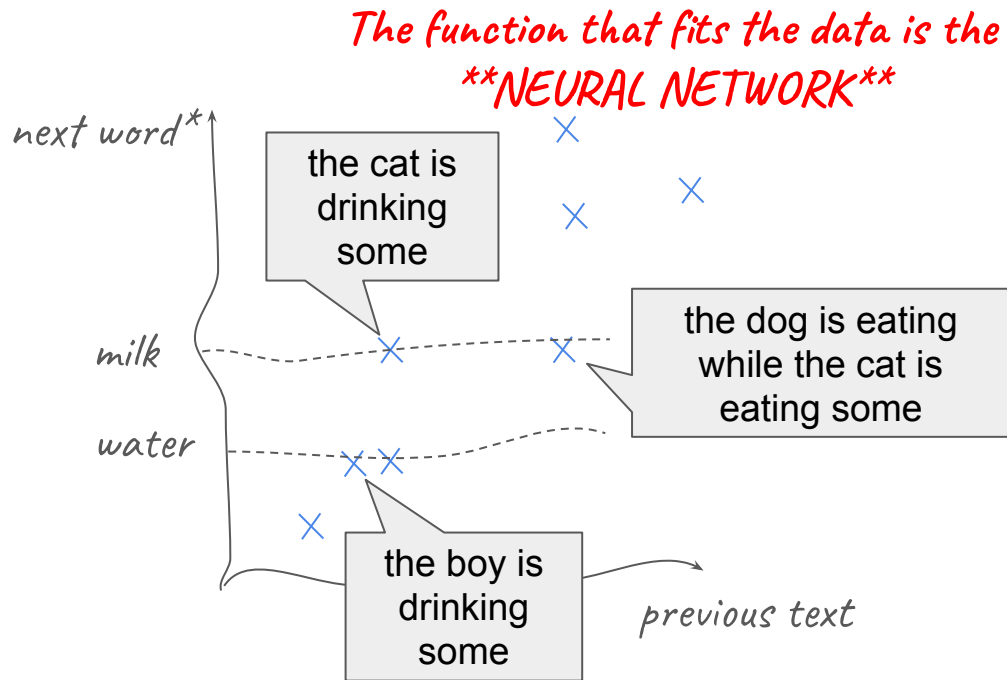 The function that fits the data is the
**NEURAL NETWORK**
next word*
the cat is
drinking
some
milk
the dog is eating
while the cat is
eating some
water
the boy is
drinking
some
previous text